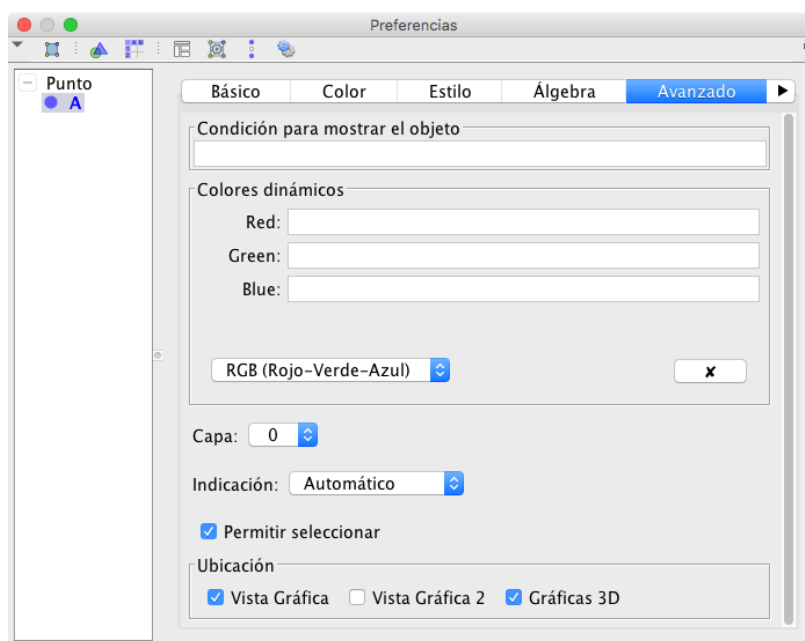 Preferencias
Punto
A
Básico Color Estilo Álgebra Avanzado
Condición para mostrar el objeto
Colores dinámicos
Red:
Green:
Blue:
RGB (Rojo-Verde-Azul)
Capa: 0
Indicación: Automático
Permitir seleccionar
Ubicación
Vista Gráfica Vista Gráfica 2 Gráficas 3D